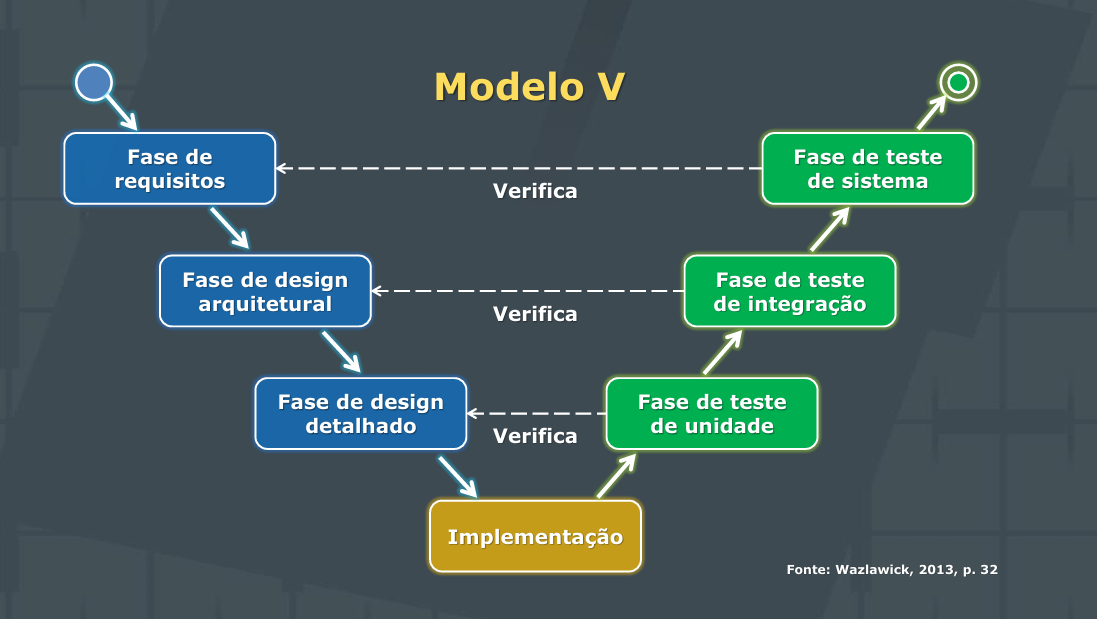 Modelo V
Fase de
requisitos
Fase de teste
de sistema
Verifica
Fase de design
arquitetural
Fase de teste
de integração
Verifica
Fase de design
detalhado
Fase de teste
de unidade
Verifica
Implementação
Fonte: Wazlawick, 2013, p. 32